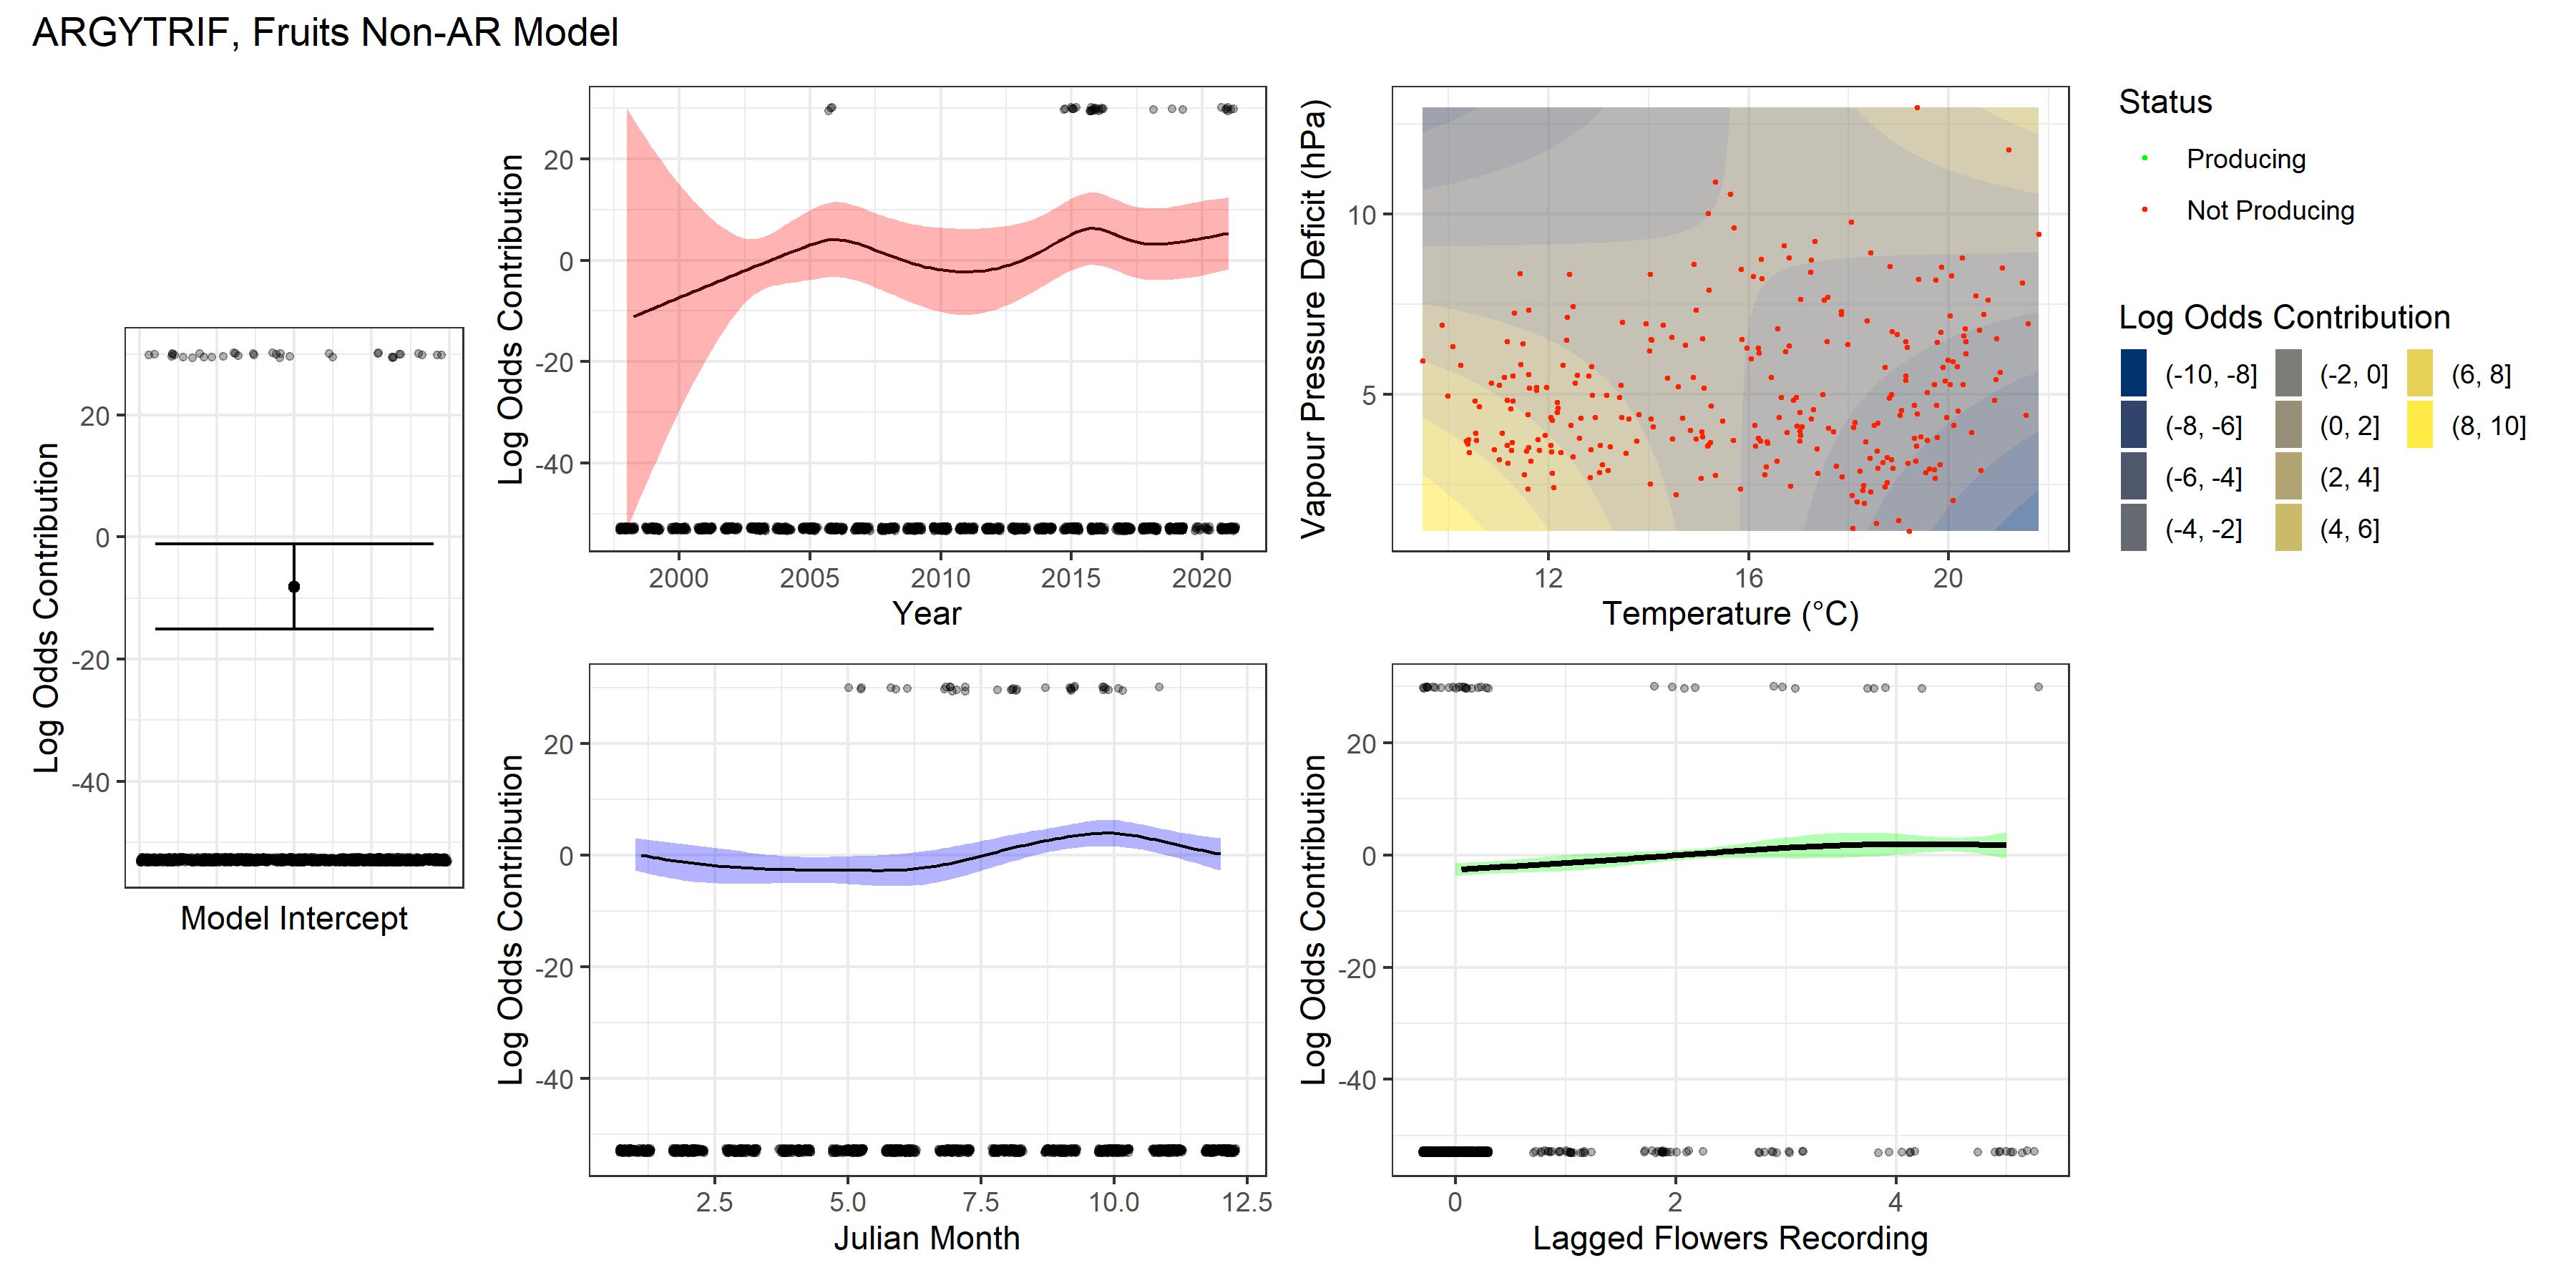 ARGYTRIF, Fruits Non-AR Model
Log Odds Contribution
20
0
-20
-40
Model Intercept
Log Odds Contribution
20
0
-20
-40
2000
2005
2010
2015
2020
Year
Vapour Pressure Deficit (hPa)
10
5
12
16
20
Temperature (°C)
Status
Producing
Not Producing
Log Odds Contribution
(-10, -8]
(-8, -6]
(-6, -4]
(-4, -2]
(-2, 0]
(0, 2]
(2, 4]
(4, 6]
(6, 8]
(8, 10]
Log Odds Contribution
20
0
-20
-40
2.5
5.0
7.5
10.0
12.5
Julian Month
Log Odds Contribution
20
0
-20
-40
0
2
4
Lagged Flowers Recording